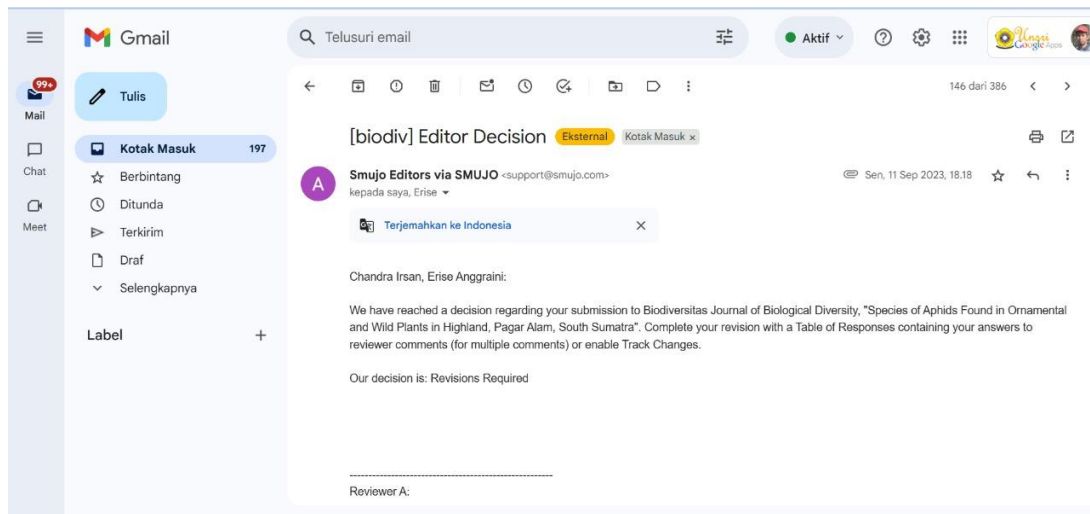 Gmail
Telusuri email
Aktif
Unsri
Google Apps
99+
Mail
Chat
Meet
Tulis
Kotak Masuk 197
Berbintang
Ditunda
Terkirim
Draf
Selengkapnya
Label
146 dari 386
[biodiv] Editor Decision Eksternal Kotak Masuk ×
A
Smujo Editors via SMUJO <support@smujo.com>
Sen, 11 Sep 2023, 18.18
kepada saya, Erise
Terjemahkan ke Indonesia
Chandra Irsan, Erise Anggraini:
We have reached a decision regarding your submission to Biodiversitas Journal of Biological Diversity, "Species of Aphids Found in Ornamental
and Wild Plants in Highland, Pagar Alam, South Sumatra". Complete your revision with a Table of Responses containing your answers to
reviewer comments (for multiple comments) or enable Track Changes.
Our decision is: Revisions Required
------------------------------------------------------
Reviewer A: